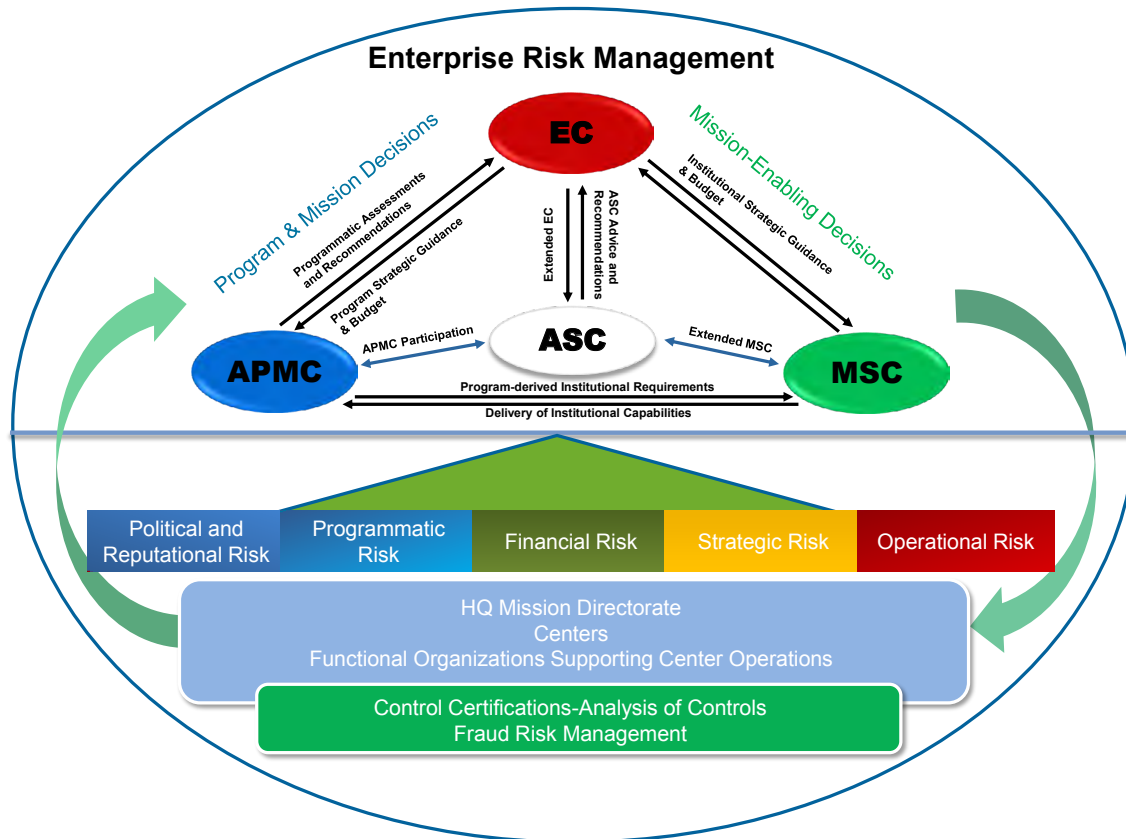 Enterprise Risk Management
EC
Program & Mission Decisions
Mission-Enabling Decisions
Programmatic Assessments
and Recommendations
Program Strategic Guidance
& Budget
Extended EC
ASC Advice and
Recommendations
Institutional Strategic Guidance
& Budget
APMC
APMC Participation
ASC
Extended MSC
MSC
Program-derived Institutional Requirements
Delivery of Institutional Capabilities
Political and
Reputational Risk
Programmatic
Risk
Financial Risk
Strategic Risk
Operational Risk
HQ Mission Directorate
Centers
Functional Organizations Supporting Center Operations
Control Certifications-Analysis of Controls
Fraud Risk Management